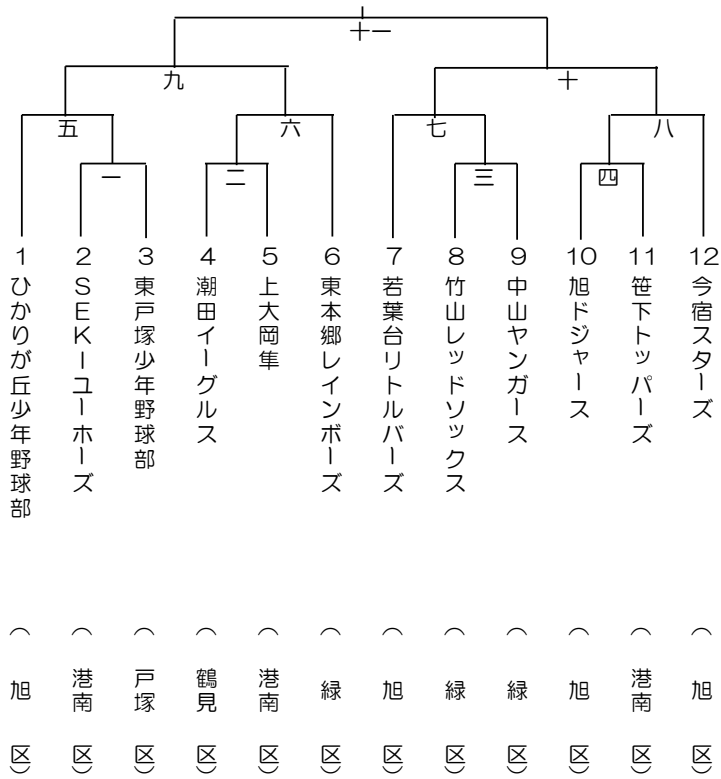 十一
九
十
五
六
七
八
一
二
三
四
1 ひかりが丘少年野球部 (旭区)
2 SEKIユーホーズ (港南区)
3 東戸塚少年野球部 (戸塚区)
4 潮田イーグルス (鶴見区)
5 上大岡隼 (港南区)
6 東本郷レインボーズ (緑区)
7 若葉台リトルバーズ (旭区)
8 竹山レッドソックス (緑区)
9 中山ヤンガース (緑区)
10 旭ドジャース (旭区)
11 笹下トッパーズ (港南区)
12 今宿スターズ (旭区)